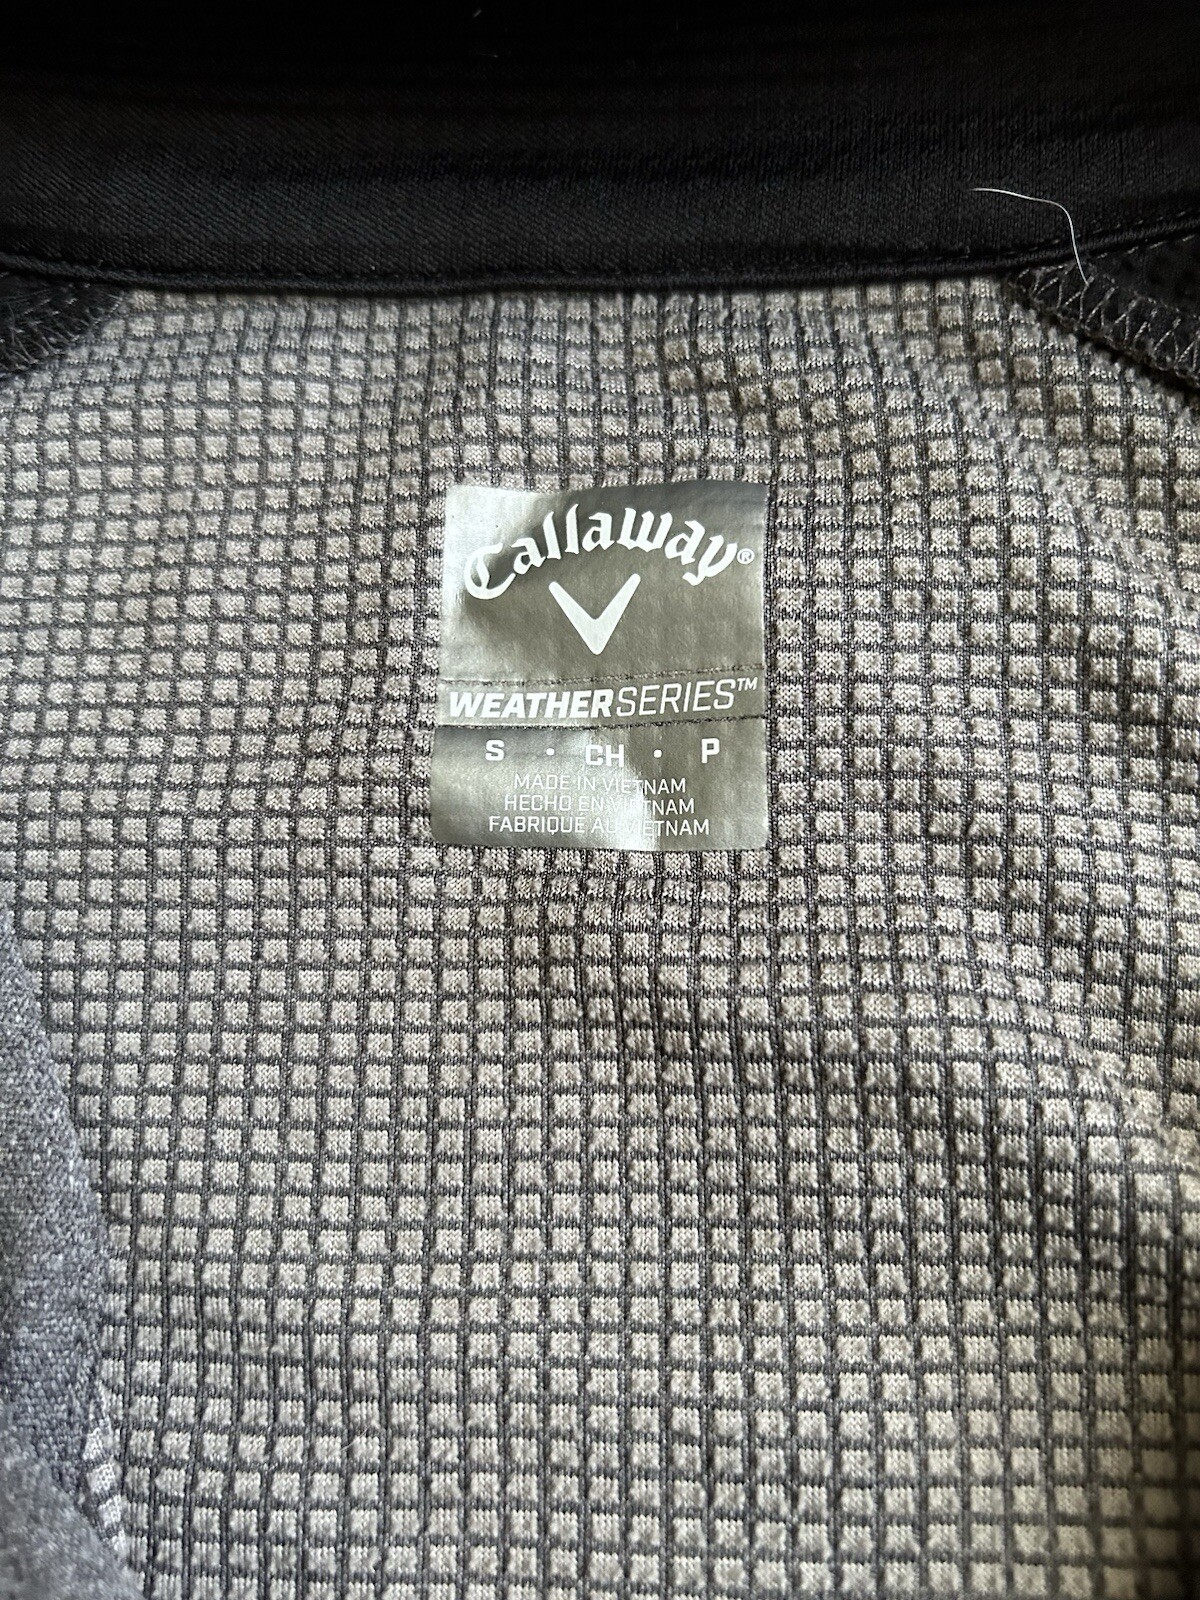 Callaway®
WEATHERSERIES™
S · CH · P
MADE IN VIETNAM
HECHO EN VIETNAM
FABRIQUÉ AU VIETNAM